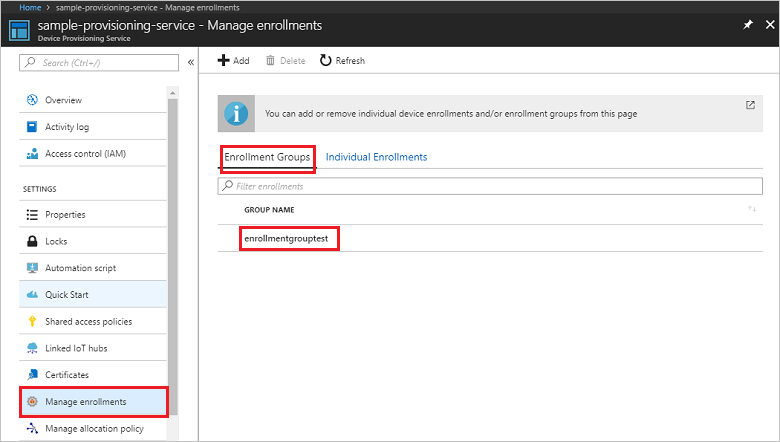 Home > sample-provisioning-service - Manage enrollments
sample-provisioning-service - Manage enrollments
Device Provisioning Service
Search (Ctrl+/)
Overview
Activity log
Access control (IAM)
SETTINGS
Properties
Locks
Automation script
Quick Start
Shared access policies
Linked IoT hubs
Certificates
Manage enrollments
Manage allocation policy
Add Delete Refresh
You can add or remove individual device enrollments and/or enrollment groups from this page
Enrollment Groups Individual Enrollments
Filter enrollments
GROUP NAME
enrollmentgrouptest